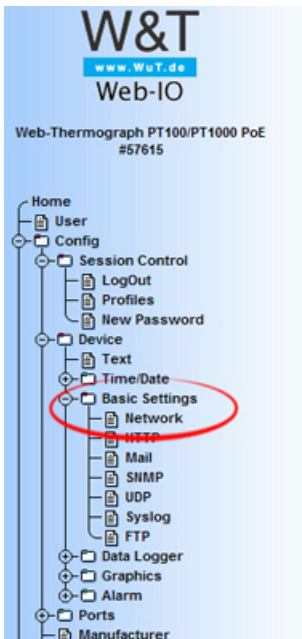 W&T
www.WuT.de
Web-IO
Web-Thermograph PT100/PT1000 PoE
#57615
Home
User
Config
Session Control
LogOut
Profiles
New Password
Device
Text
Time/Date
Basic Settings
Network
HTTP
Mail
SNMP
UDP
Syslog
FTP
Data Logger
Graphics
Alarm
Ports
Manufacturer